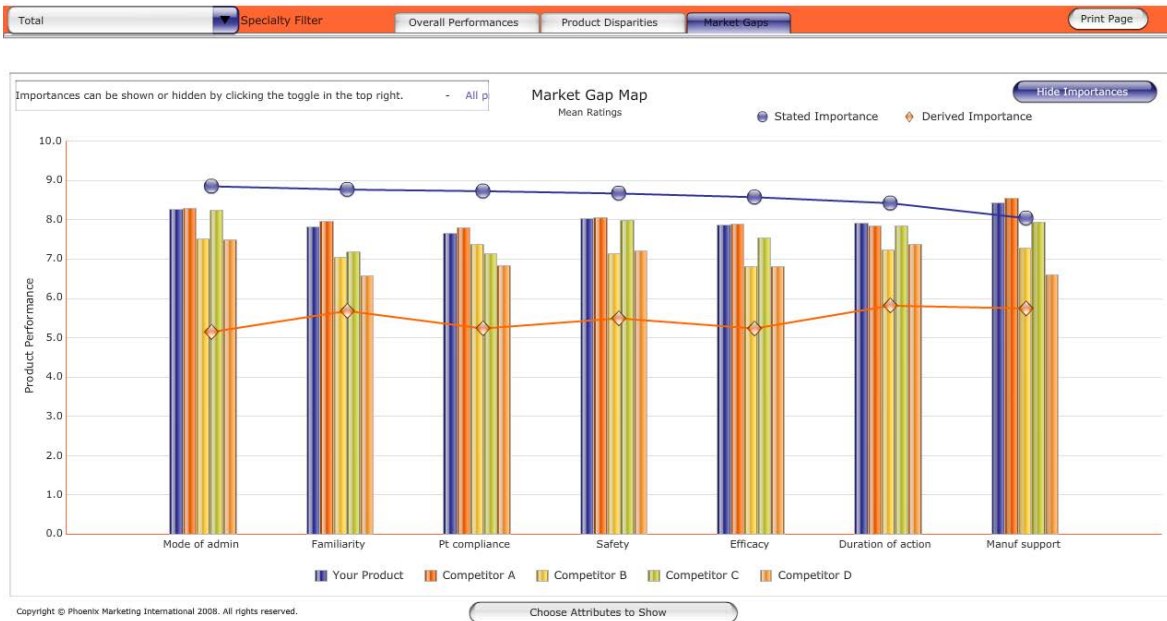 Total Specialty Filter Overall Performances Product Disparities Market Gaps Print Page
Importances can be shown or hidden by clicking the toggle in the top right. - All p
Market Gap Map
Mean Ratings
Hide Importances
Stated Importance Derived Importance
Product Performance
10.0
9.0
8.0
7.0
6.0
5.0
4.0
3.0
2.0
1.0
0.0
Mode of admin Familiarity Pt compliance Safety Efficacy Duration of action Manuf support
Your Product Competitor A Competitor B Competitor C Competitor D
Copyright © Phoenix Marketing International 2008. All rights reserved.
Choose Attributes to Show